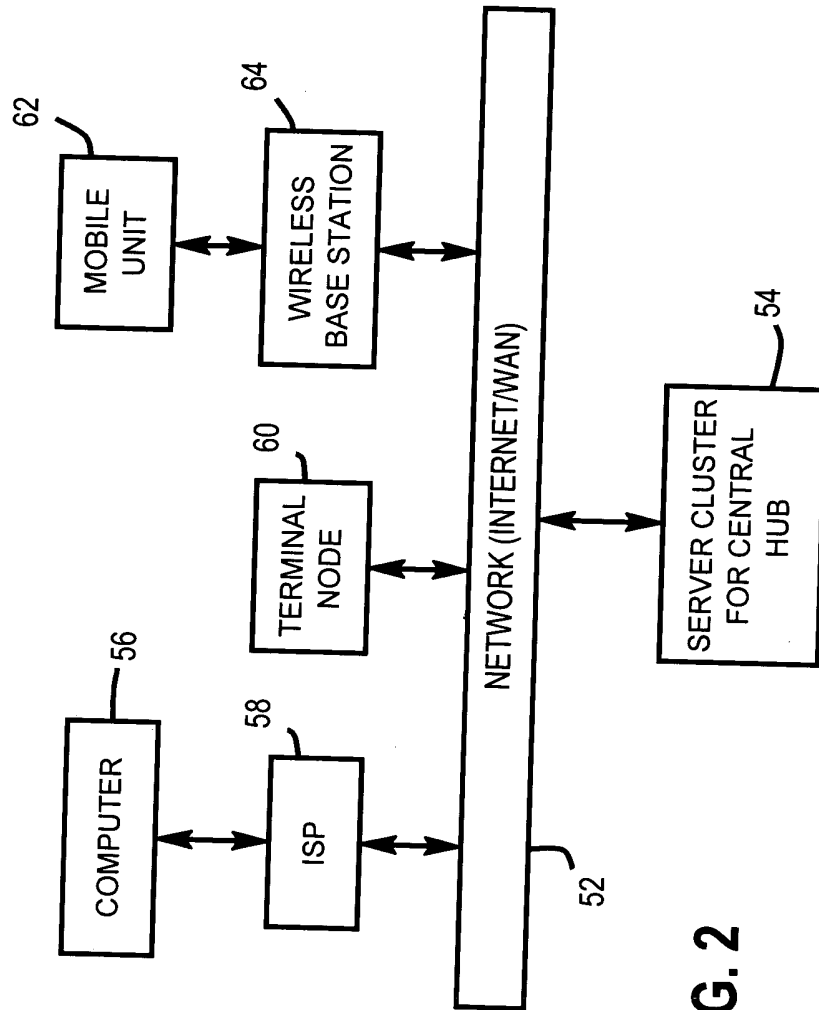 62
56
COMPUTER
MOBILE
UNIT
58
60
64
ISP
TERMINAL
NODE
WIRELESS
BASE STATION
NETWORK (INTERNET/WAN)
52
54
SERVER CLUSTER
FOR CENTRAL
HUB
G. 2